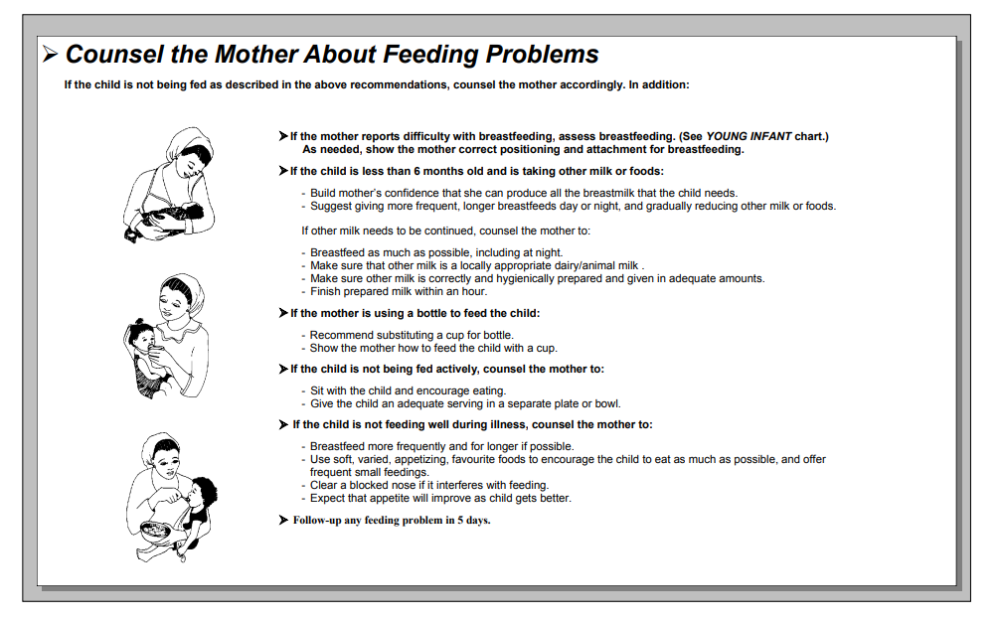 ➢ Counsel the Mother About Feeding Problems
If the child is not being fed as described in the above recommendations, counsel the mother accordingly. In addition:
➢ If the mother reports difficulty with breastfeeding, assess breastfeeding. (See YOUNG INFANT chart.)
As needed, show the mother correct positioning and attachment for breastfeeding.
➢ If the child is less than 6 months old and is taking other milk or foods:
- Build mother's confidence that she can produce all the breastmilk that the child needs.
- Suggest giving more frequent, longer breastfeeds day or night, and gradually reducing other milk or foods.
If other milk needs to be continued, counsel the mother to:
- Breastfeed as much as possible, including at night.
- Make sure that other milk is a locally appropriate dairy/animal milk .
- Make sure other milk is correctly and hygienically prepared and given in adequate amounts.
- Finish prepared milk within an hour.
➢ If the mother is using a bottle to feed the child:
- Recommend substituting a cup for bottle.
- Show the mother how to feed the child with a cup.
➢ If the child is not being fed actively, counsel the mother to:
- Sit with the child and encourage eating.
- Give the child an adequate serving in a separate plate or bowl.
➢ If the child is not feeding well during illness, counsel the mother to:
- Breastfeed more frequently and for longer if possible.
- Use soft, varied, appetizing, favourite foods to encourage the child to eat as much as possible, and offer
frequent small feedings.
- Clear a blocked nose if it interferes with feeding.
- Expect that appetite will improve as child gets better.
➢ Follow-up any feeding problem in 5 days.